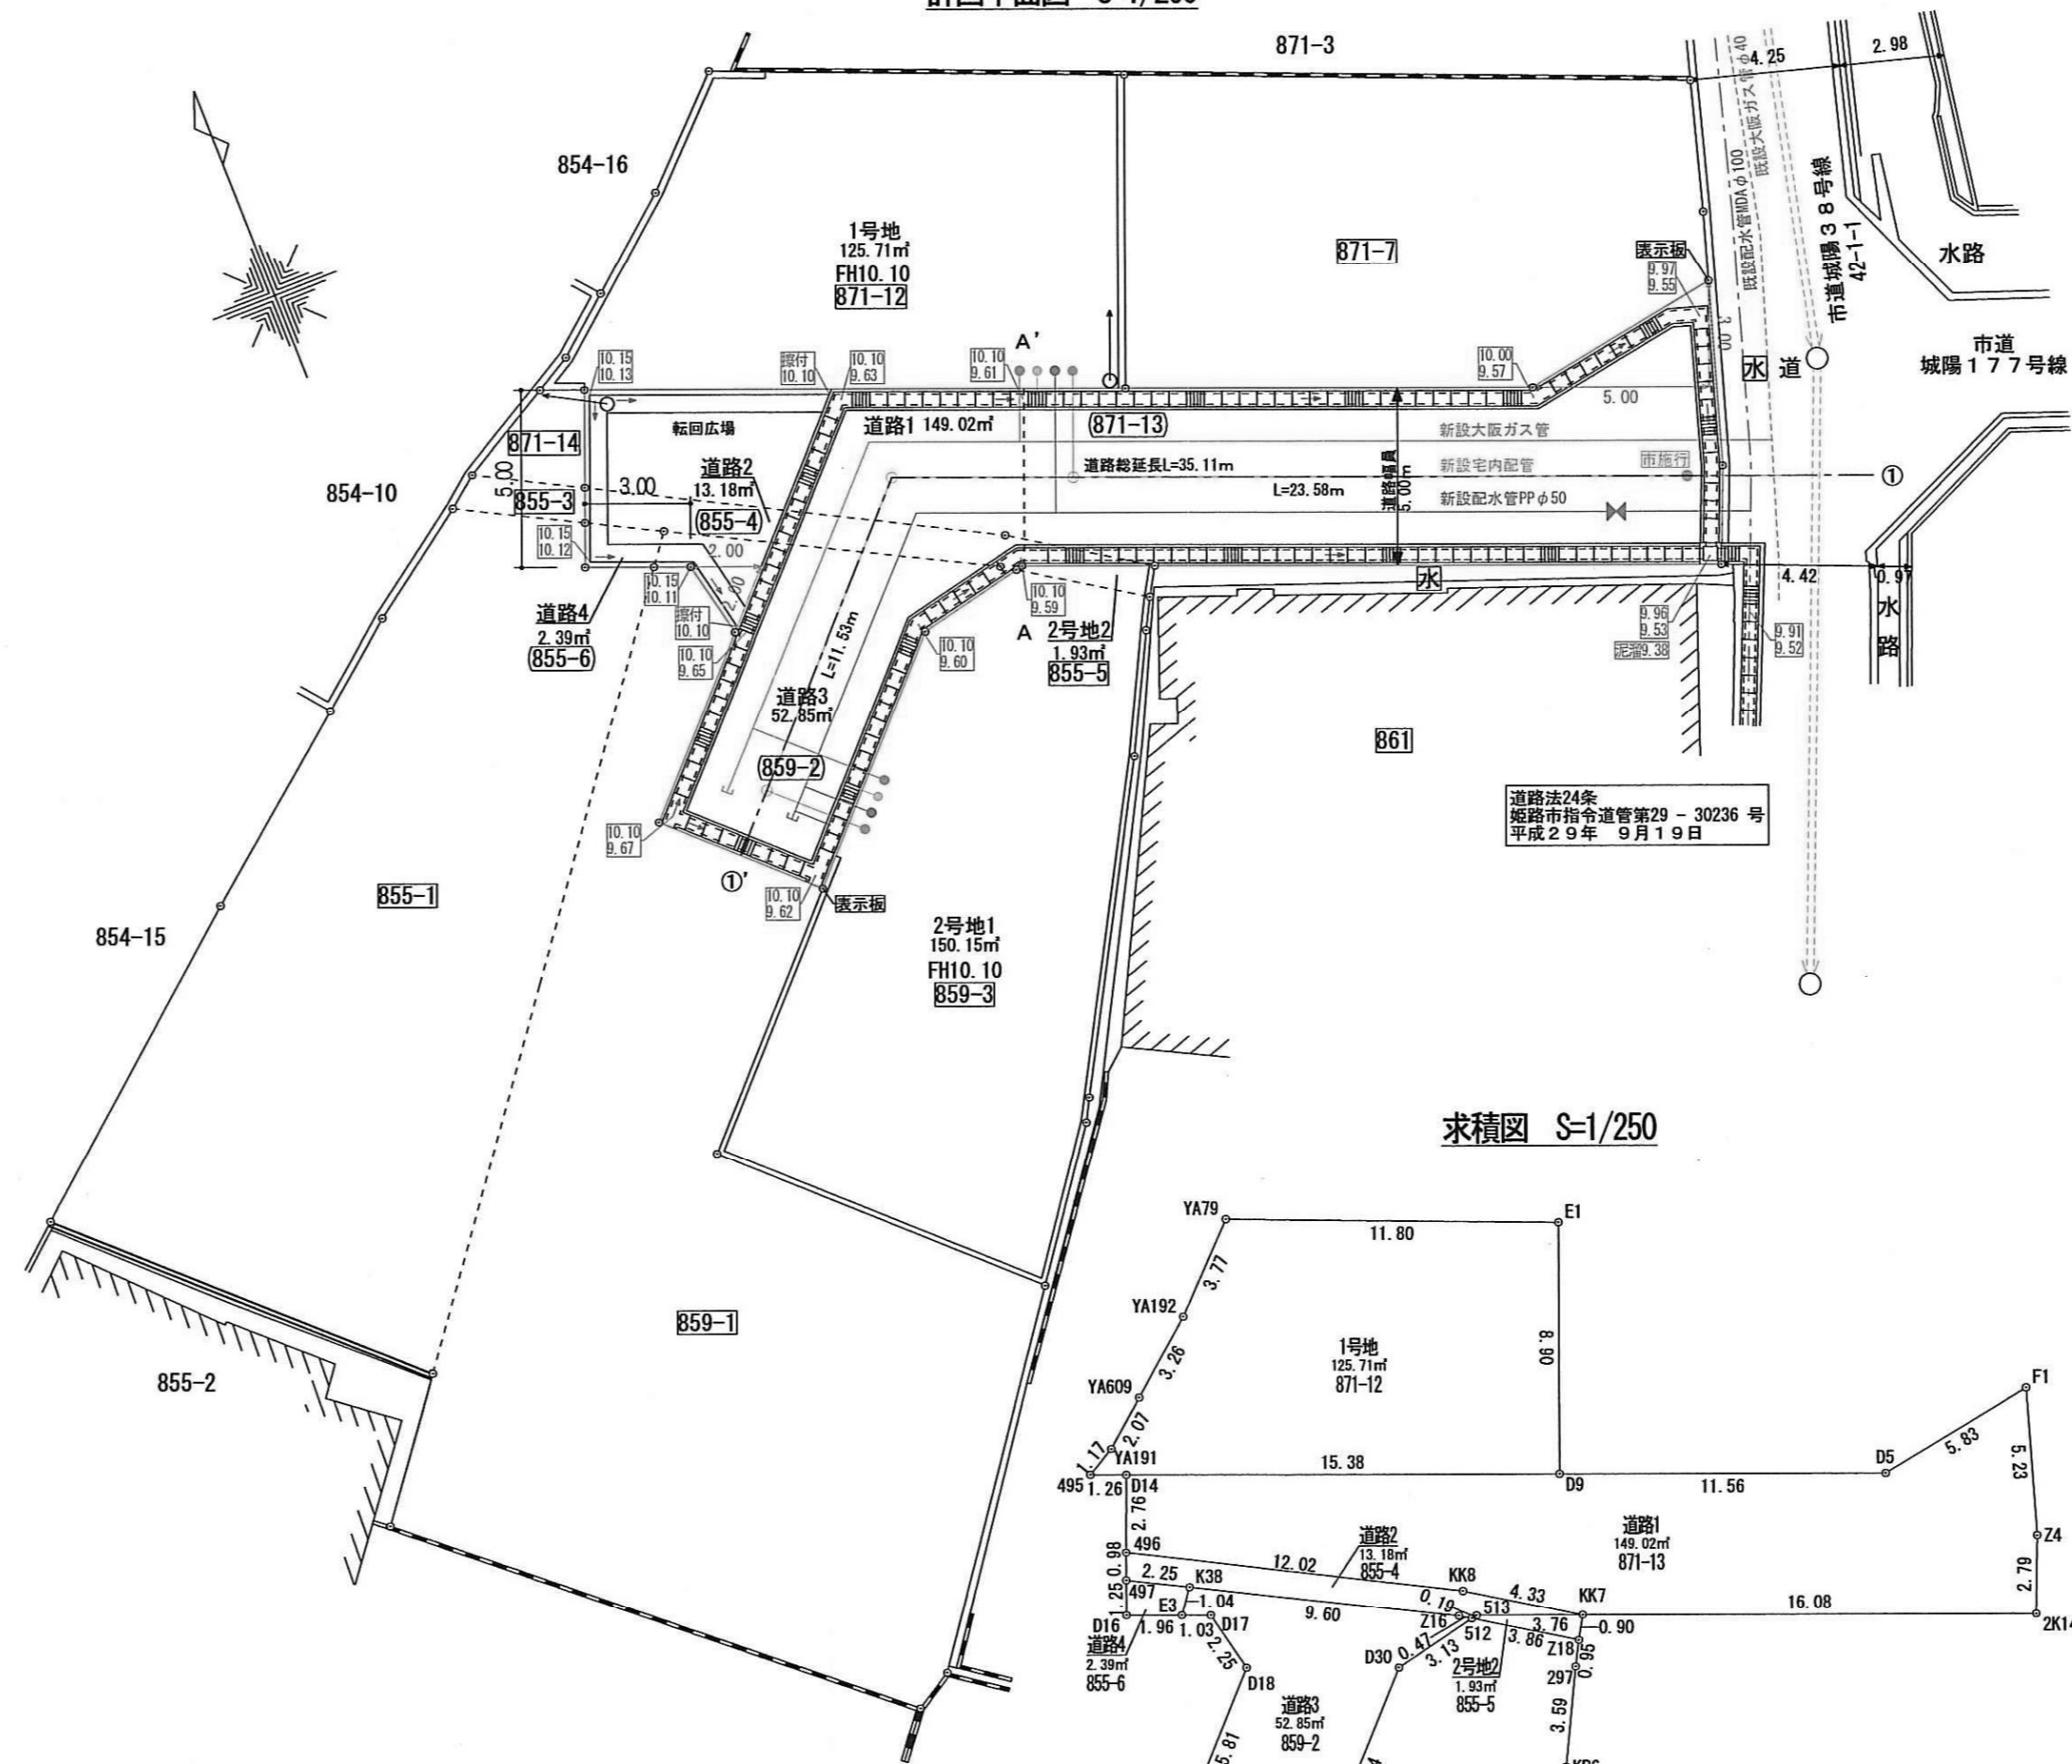 871-3
4.25
2.98
既設大阪ガス管φ40
既設配水管MDAφ100
市道城陽338号線
42-1-1
水路
市道
城陽177号線
854-16
1号地
125.71㎡
FH10.10
871-12
871-7
表示板
9.97
9.55
3.00
水 道
10.15
10.13
擦付
10.10
10.10
9.63
A'
10.10
9.61
10.00
9.57
5.00
転回広場
道路1 149.02㎡
(871-13)
新設大阪ガス管
871-14
854-10
5.00
855-3
3.00
道路2
13.18㎡
(855-4)
道路総延長L=35.11m
L=23.58m
道路幅員
5.00m
新設宅内配管
市施行
新設配水管PPφ50
①
10.15
10.12
2.00
2.00
10.15
10.11
擦付
10.10
道路4
2.39㎡
(855-6)
10.10
9.65
L=11.53m
10.10
9.60
10.10
9.59
A
2号地2
1.93㎡
855-5
水
4.42
0.97
水路
9.96
9.53
泥溜9.38
9.91
9.52
道路3
52.85㎡
(859-2)
861
道路法24条
姫路市指令道管第29 - 30236 号
平成29年 9月19日
10.10
9.67
①'
10.10
9.62
表示板
855-1
854-15
2号地1
150.15㎡
FH10.10
859-3
859-1
855-2
求積図 S=1/250
YA79
E1
11.80
3.77
YA192
3.26
8.90
1号地
125.71㎡
871-12
YA609
2.07
1.17
YA191
495
1.26
D14
15.38
D9
11.56
D5
5.83
F1
5.23
2.76
道路1
149.02㎡
871-13
Z4
2.79
496
0.98
12.02
道路2
13.18㎡
855-4
KK8
4.33
KK7
2.25
K38
497
1.25
E3
1.04
9.60
0.19
513
Z16
3.76
0.90
16.08
2K14
D16
1.96
1.03
D17
512
3.86
Z18
0.47
3.13
0.95
道路4
2.39㎡
855-6
2.25
D18
D30
2号地2
1.93㎡
855-5
297
3.59
道路3
52.85㎡
859-2
5.81